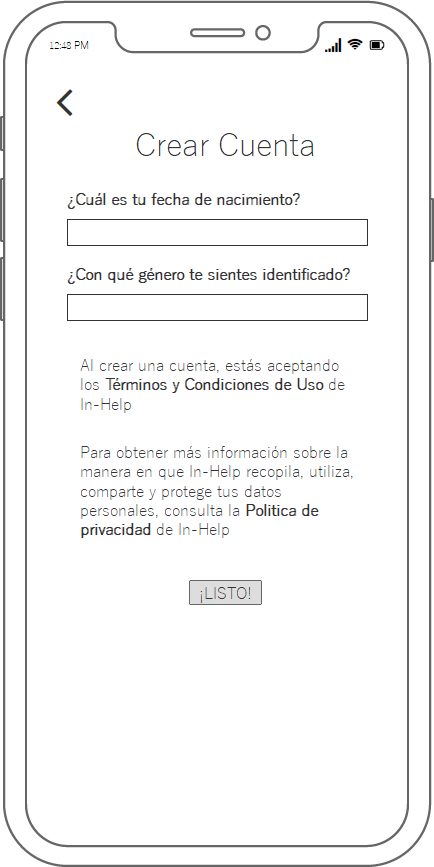 12:48 PM
Crear Cuenta
¿Cuál es tu fecha de nacimiento?
¿Con qué género te sientes identificado?
Al crear una cuenta, estás aceptando
los Términos y Condiciones de Uso de
In-Help
Para obtener más información sobre la
manera en que In-Help recopila, utiliza,
comparte y protege tus datos
personales, consulta la Politica de
privacidad de In-Help
¡LISTO!